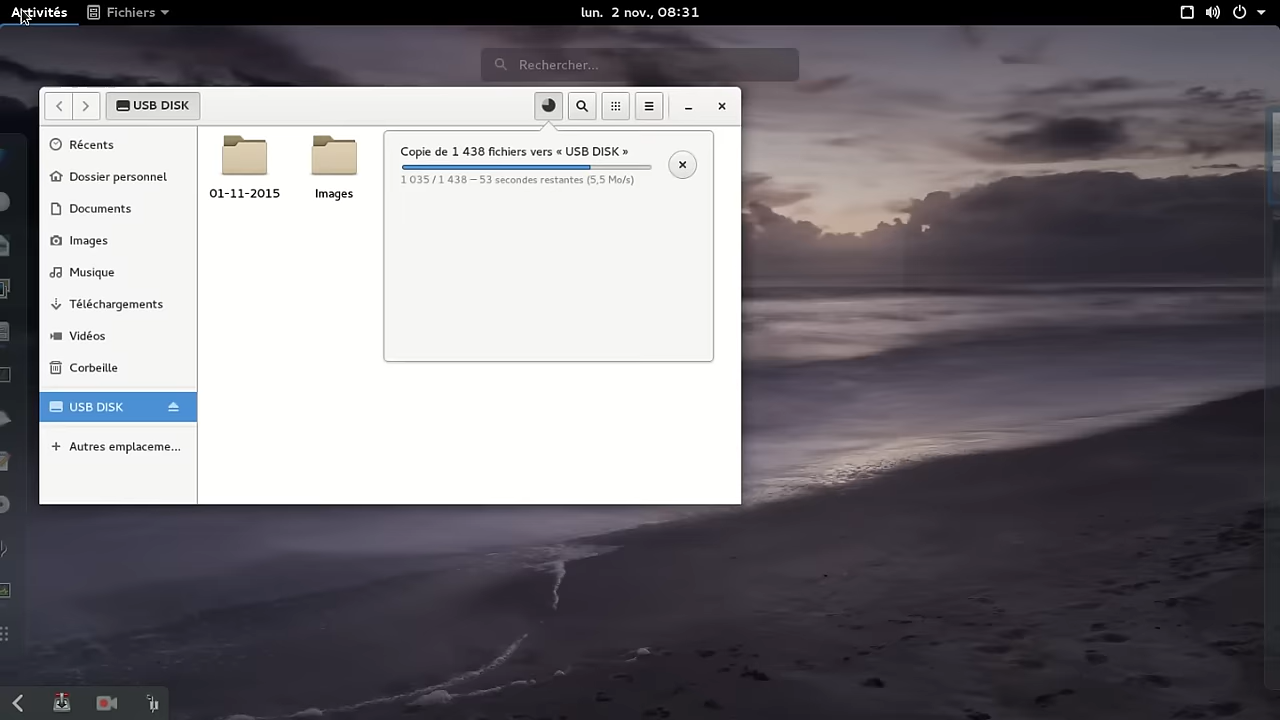 Activités Fichiers lun. 2 nov., 08:31
Rechercher...
USB DISK
Récents
Dossier personnel
Documents
Images
Musique
Téléchargements
Vidéos
Corbeille
USB DISK
Autres emplaceme...
01-11-2015
Images
Copie de 1 438 fichiers vers « USB DISK »
1 035 / 1 438 — 53 secondes restantes (5,5 Mo/s)